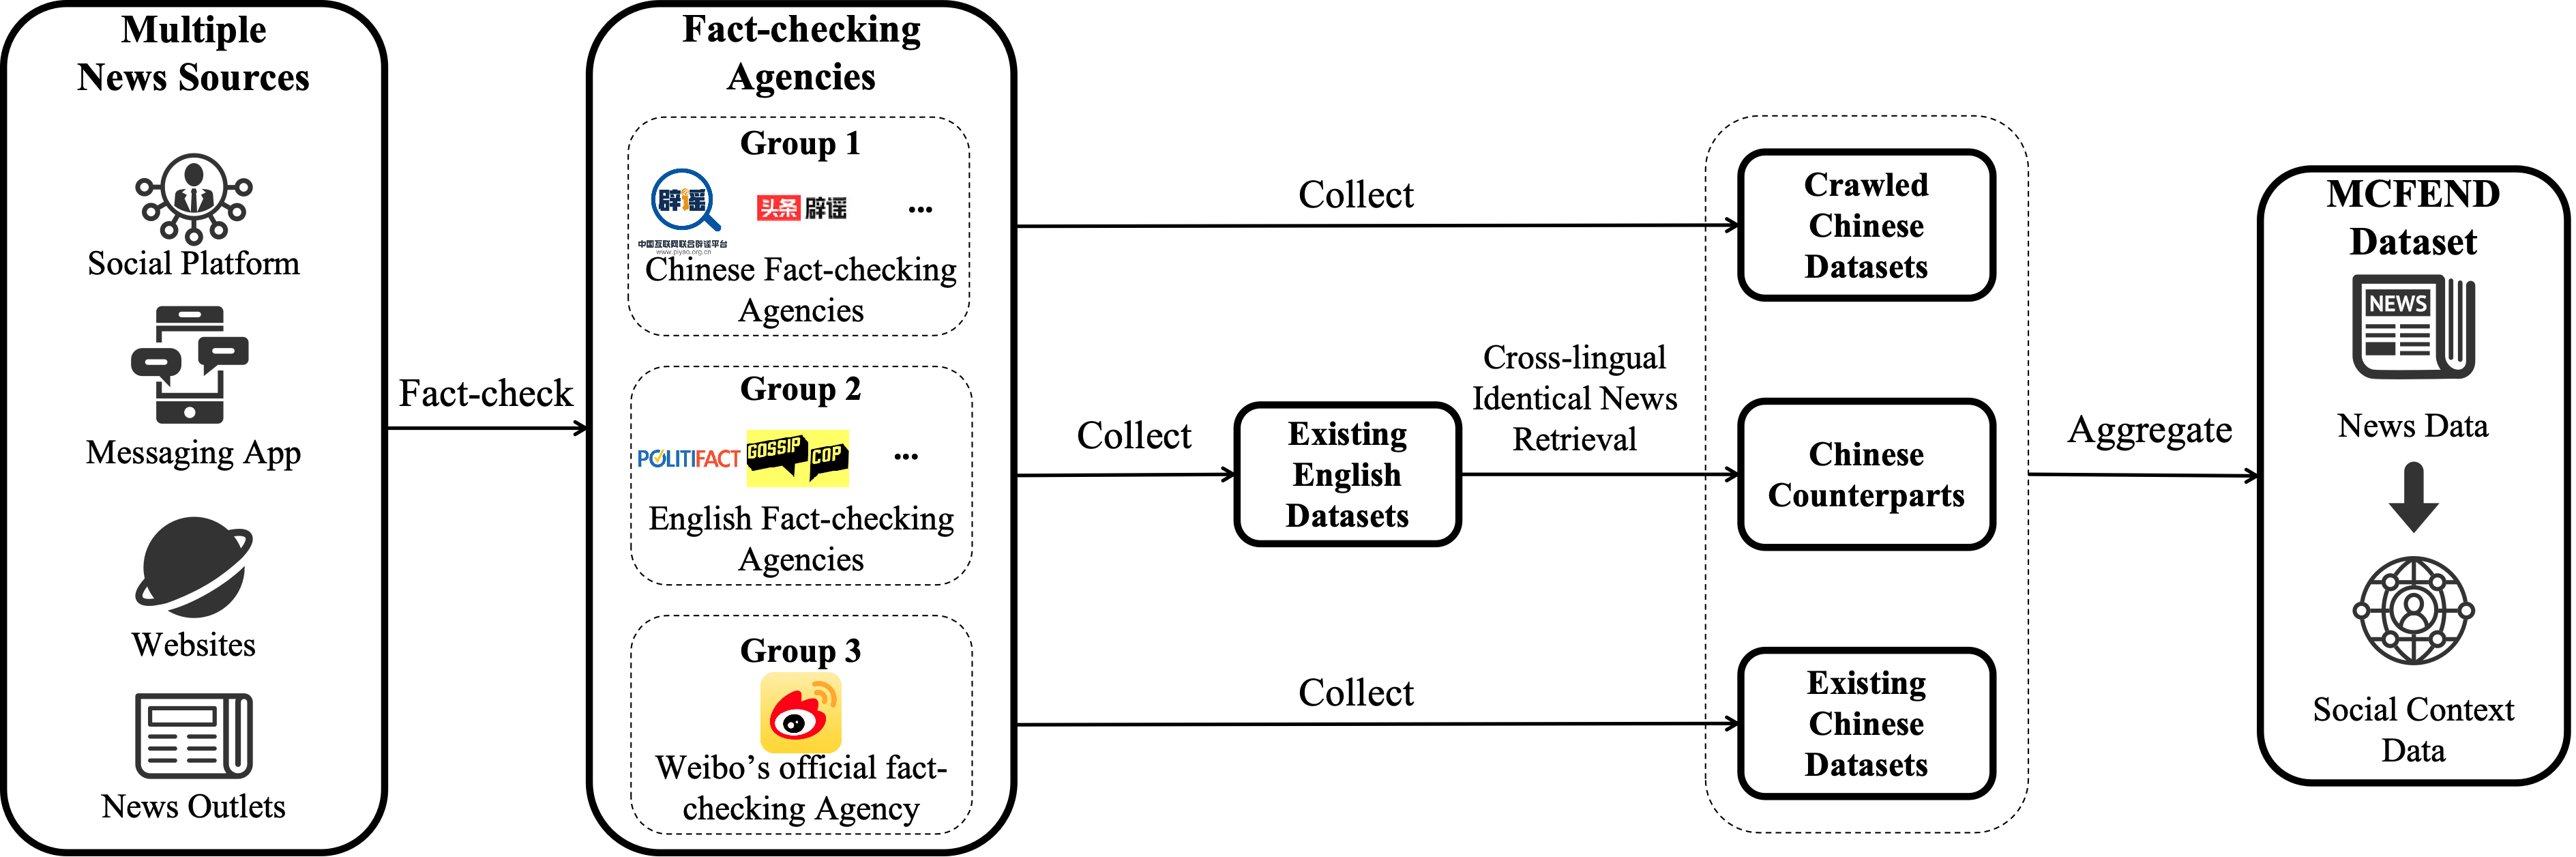 Multiple
News Sources
Social Platform
Messaging App
Websites
News Outlets
Fact-check
Fact-checking
Agencies
Group 1
辟谣
中国互联网联合辟谣平台
www.piyao.org.cn
头条辟谣
...
Chinese Fact-checking
Agencies
Group 2
POLITIFACT
GOSSIP
COP
...
English Fact-checking
Agencies
Group 3
Weibo’s official fact-
checking Agency
Collect
Collect
Collect
Existing
English
Datasets
Cross-lingual
Identical News
Retrieval
Crawled
Chinese
Datasets
Chinese
Counterparts
Existing
Chinese
Datasets
Aggregate
MCFEND
Dataset
NEWS
News Data
Social Context
Data